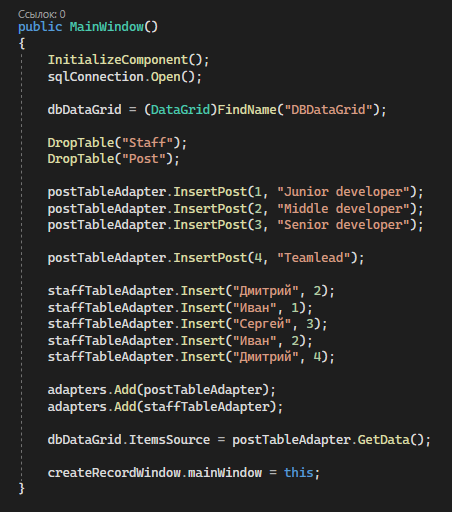 Ссылок: 0
public MainWindow()
{
    InitializeComponent();
    sqlConnection.Open();
    dbDataGrid = (DataGrid)FindName("DBDataGrid");
    DropTable("Staff");
    DropTable("Post");
    postTableAdapter.InsertPost(1, "Junior developer");
    postTableAdapter.InsertPost(2, "Middle developer");
    postTableAdapter.InsertPost(3, "Senior developer");
    postTableAdapter.InsertPost(4, "Teamlead");
    staffTableAdapter.Insert("Дмитрий", 2);
    staffTableAdapter.Insert("Иван", 1);
    staffTableAdapter.Insert("Сергей", 3);
    staffTableAdapter.Insert("Иван", 2);
    staffTableAdapter.Insert("Дмитрий", 4);
    adapters.Add(postTableAdapter);
    adapters.Add(staffTableAdapter);
    dbDataGrid.ItemsSource = postTableAdapter.GetData();
    createRecordWindow.mainWindow = this;
}